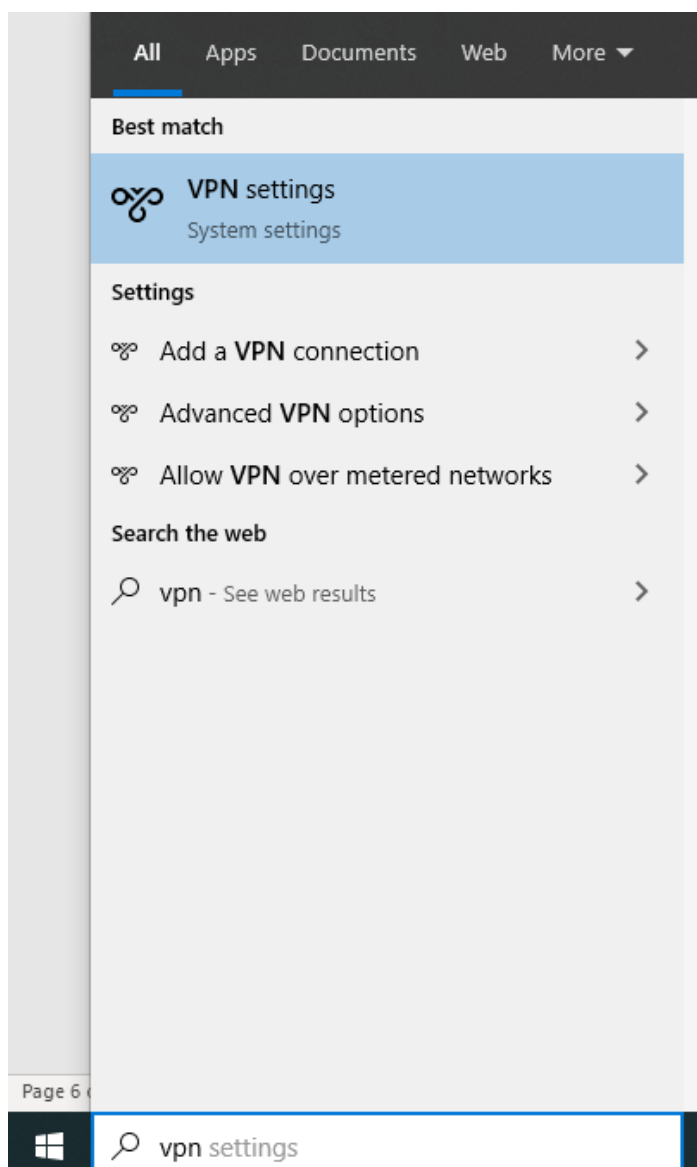 All Apps Documents Web More
Best match
VPN settings
System settings
Settings
Add a VPN connection
Advanced VPN options
Allow VPN over metered networks
Search the web
vpn - See web results
Page 6
vpn settings